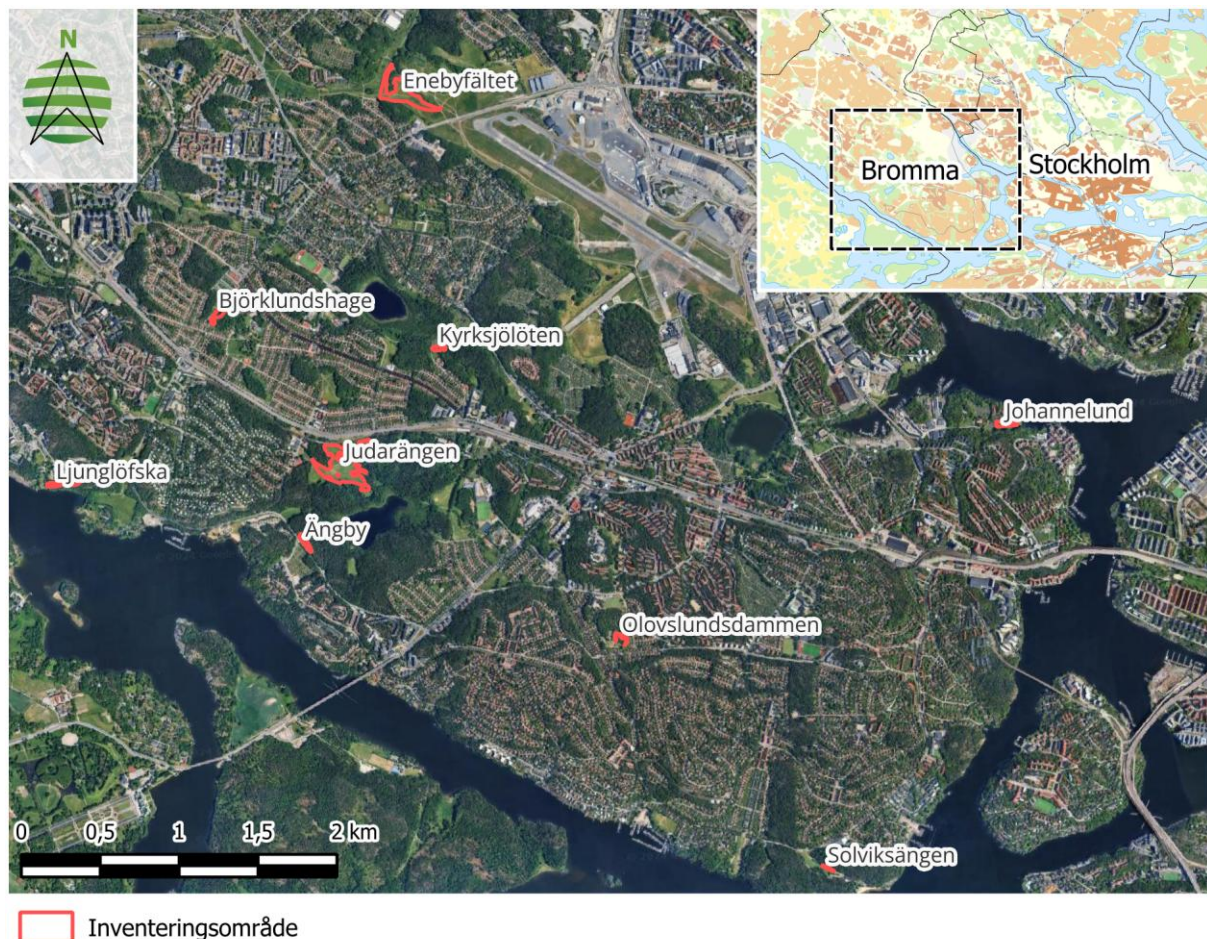 N
Enebyfältet
Bromma
Stockholm
Björklundshage
Kyrksjölöten
Johannelund
Judarängen
Ljunglöfska
Ängby
Olovslundsdammen
Solviksängen
0 0,5 1 1,5 2 km
Inventeringsområde